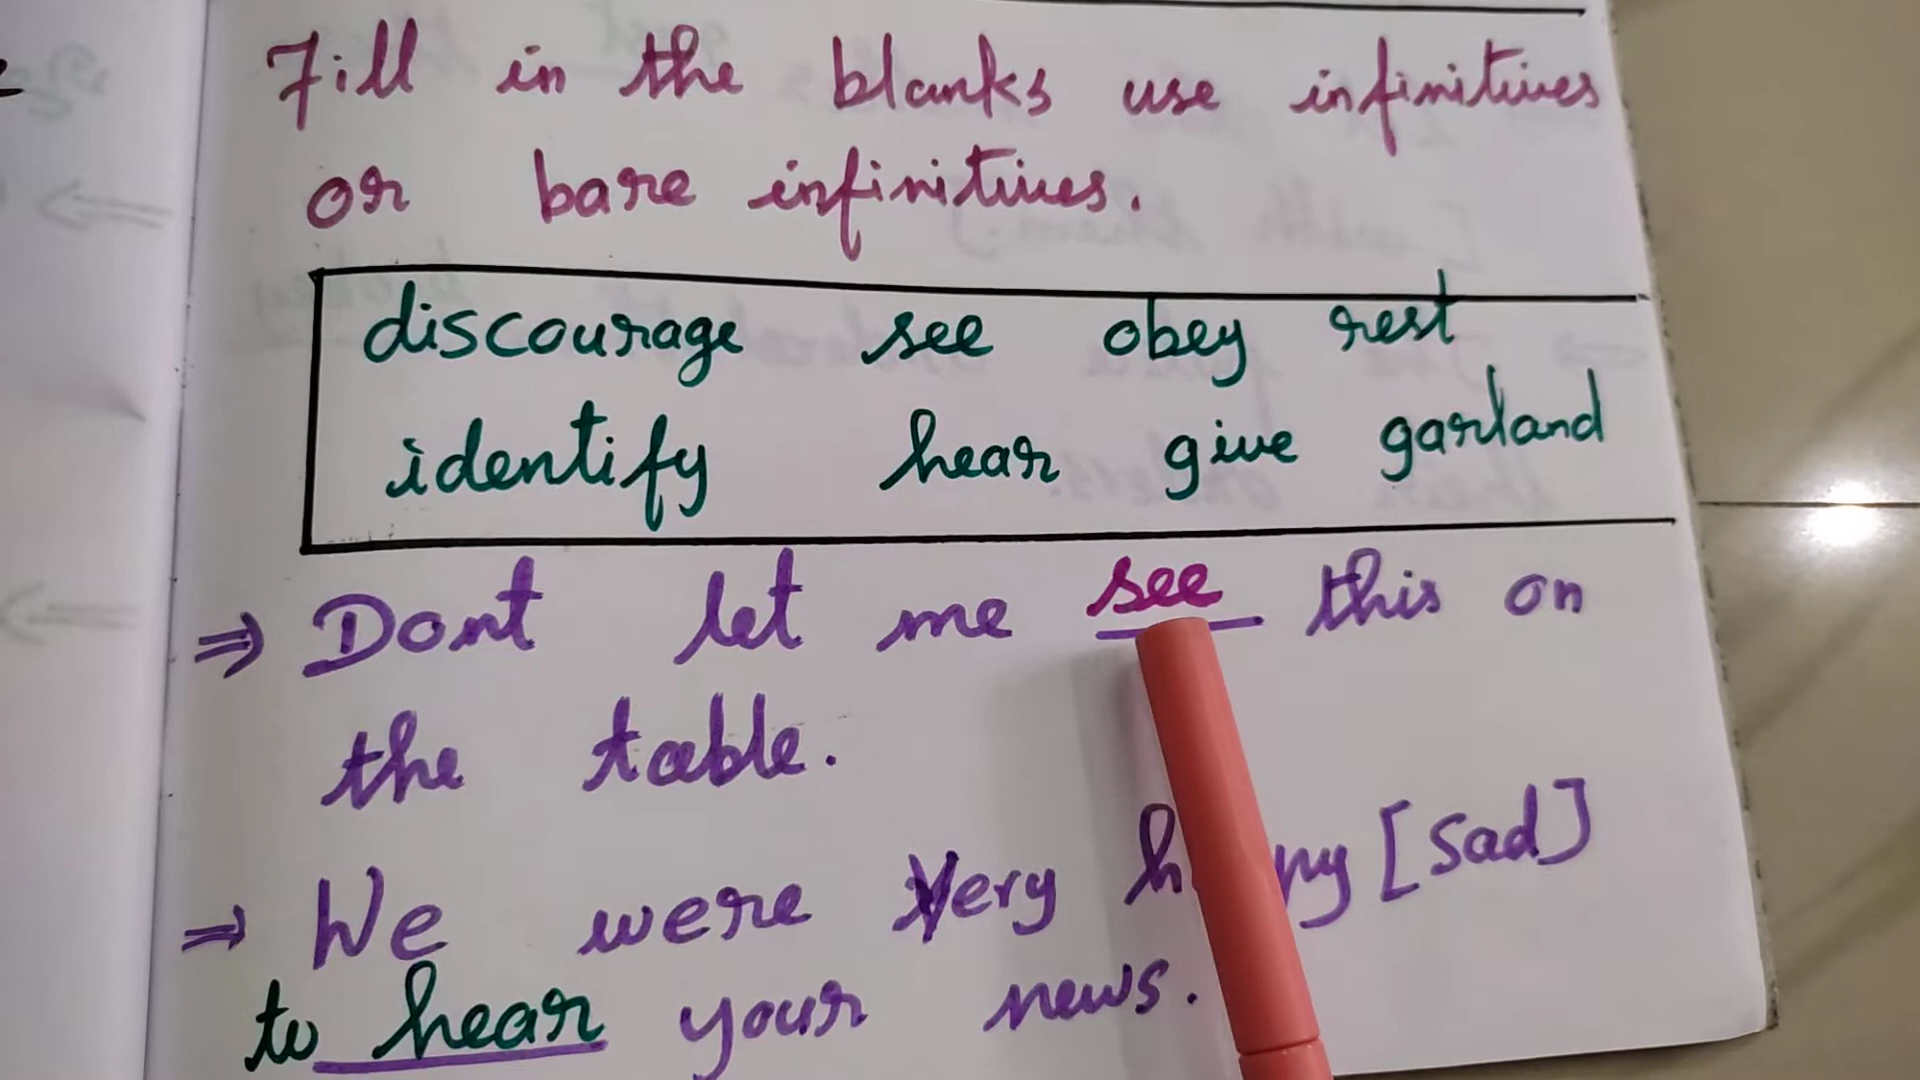 Fill in the blanks use infinitives
or bare infinitives.
discourage see obey rest
identify hear give garland
⇒ Dont let me see this on
the table.
⇒ We were very [sad]
to hear your news.